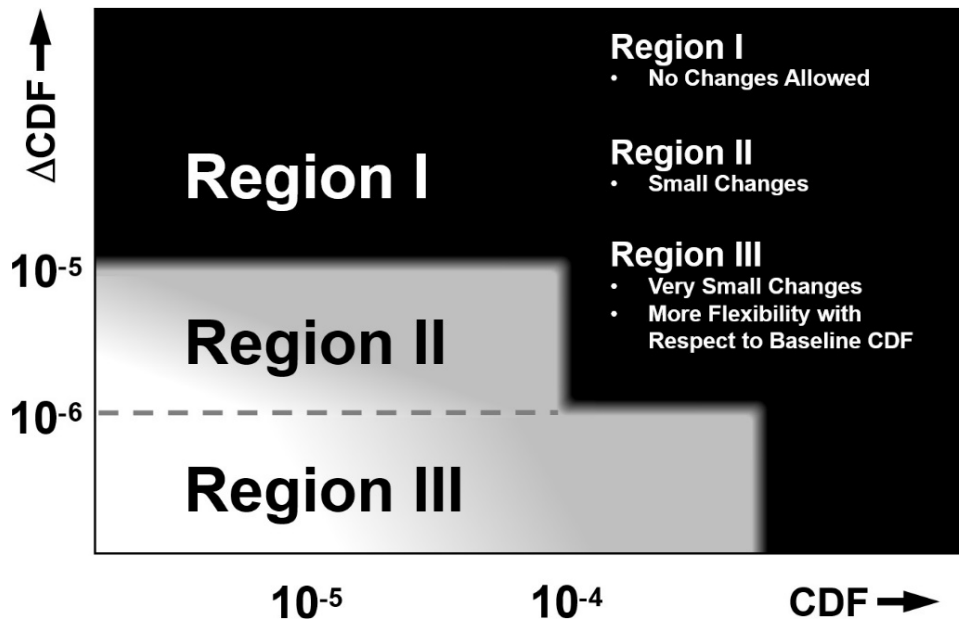 ΔCDF
Region I
• No Changes Allowed
Region II
• Small Changes
Region III
• Very Small Changes
• More Flexibility with
Respect to Baseline CDF
Region I
10⁻⁵
Region II
10⁻⁶
Region III
10⁻⁵
10⁻⁴
CDF